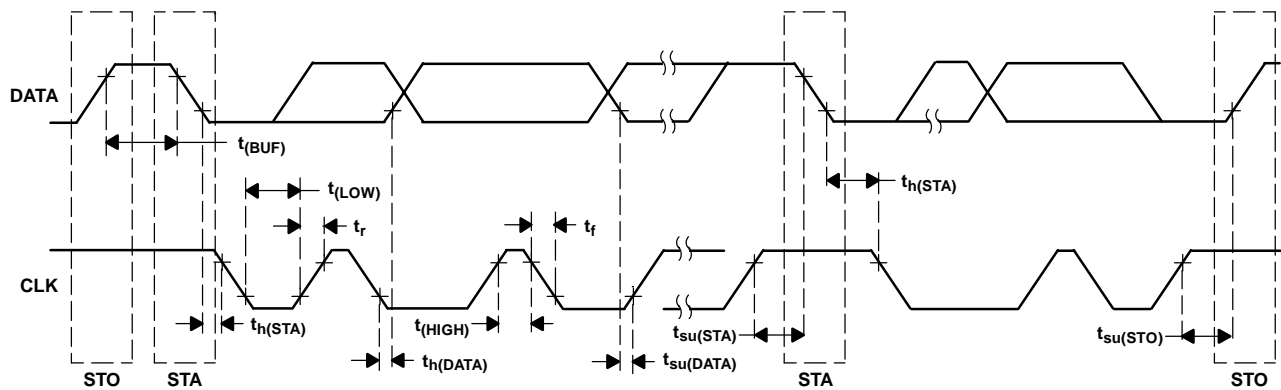 DATA
t(BUF)
t(LOW)
th(STA)
tr
tf
CLK
th(STA)
t(HIGH)
tsu(STA)
tsu(STO)
th(DATA)
tsu(DATA)
STO
STA
STA
STO